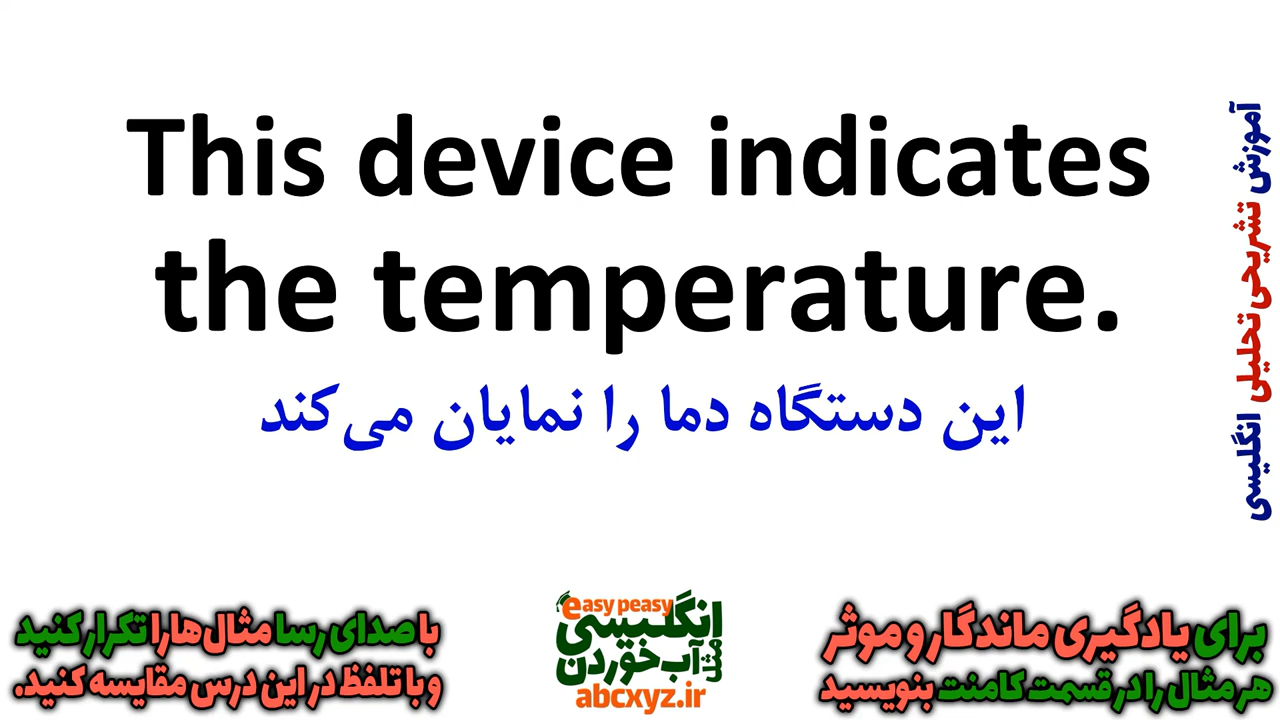 This device indicates
the temperature.
این دستگاه دما را نمایان می‌کند
آموزش تشریحی تحلیلی انگلیسی
برای یادگیری ماندگار و موثر
هر مثال را در قسمت کامنت بنویسید
easy peasy
انگلیسی
مثل
آب خوردن
abcxyz.ir
با صدای رسا مثال‌ها را تکرار کنید
و با تلفظ در این درس مقایسه کنید.